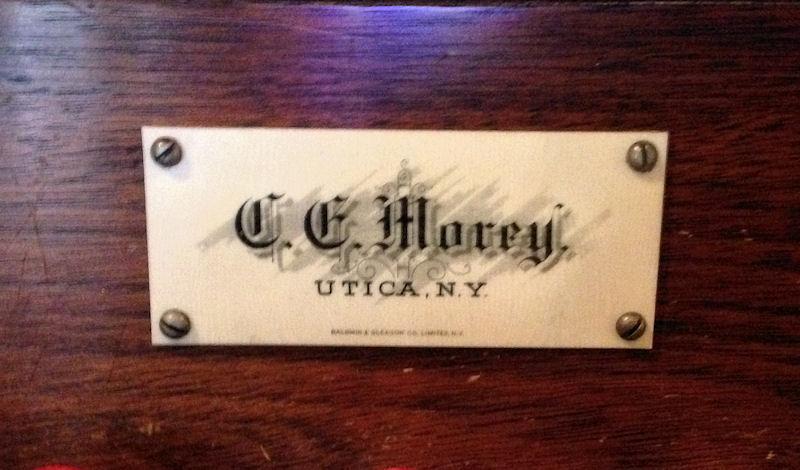 C. E. Morey,
UTICA, N.Y.
BALDWIN & GLEASON CO. LIMITED, N.Y.